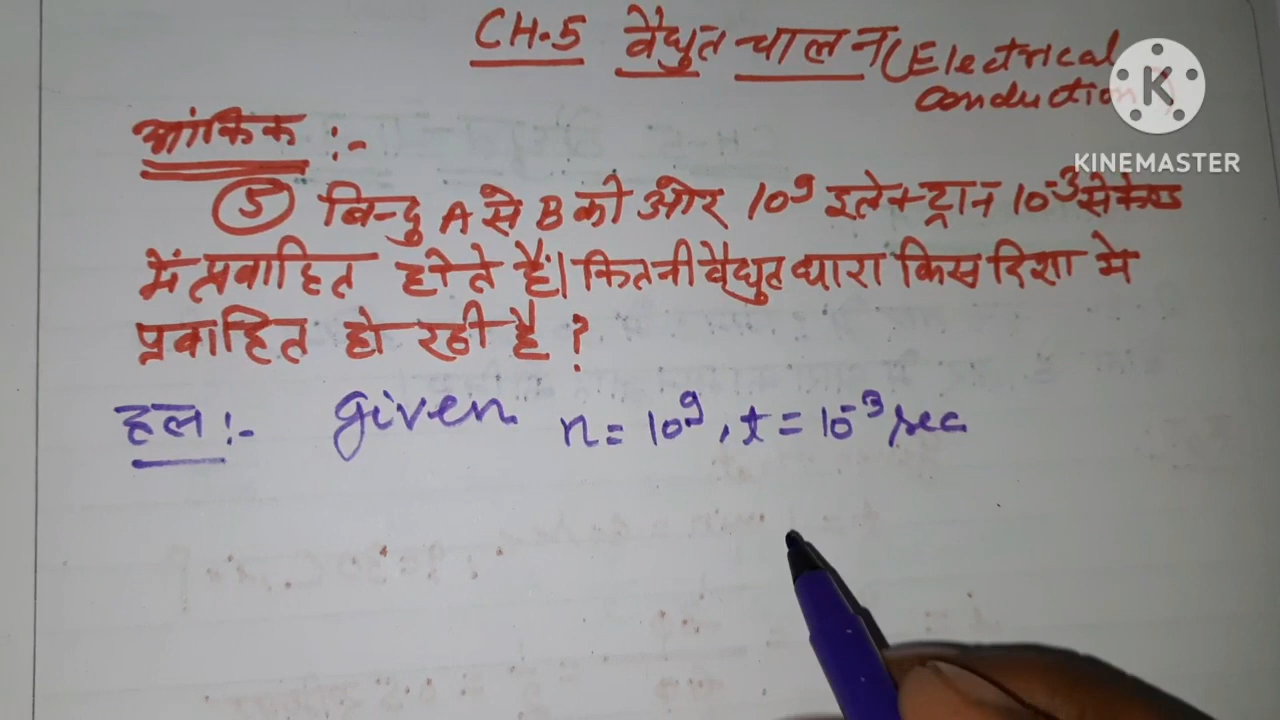 CH-5 वैद्युत चालन (Electrical
conduction)
K
KINEMASTER
आंकिक :-
5 बिन्दु A से B की ओर 10⁹ इलेक्ट्रान 10⁻³ सेकेण्ड
में प्रवाहित होते हैं। कितनी वैद्युत धारा किस दिशा मे
प्रवाहित हो रही है ?
हल :- given n = 10⁹, t = 10⁻³ sec